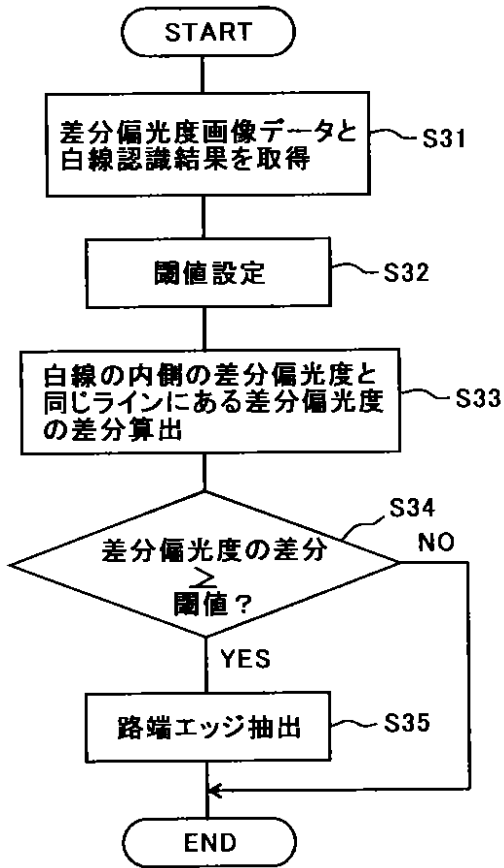 START
差分偏光度画像データと
白線認識結果を取得
S31
閾値設定
S32
白線の内側の差分偏光度と
同じラインにある差分偏光度
の差分算出
S33
S34
差分偏光度の差分
≧
閾値?
NO
YES
路端エッジ抽出
S35
END